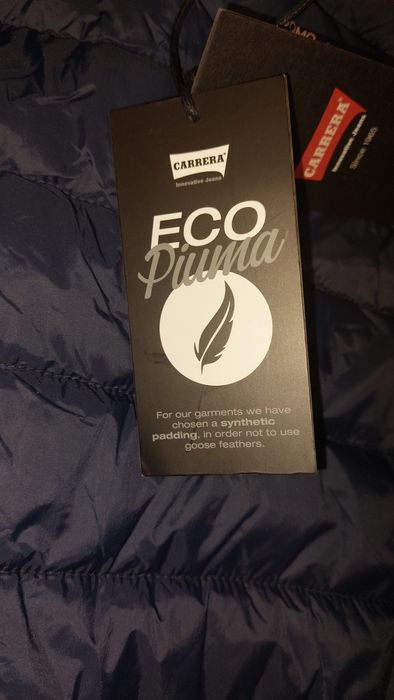 CARRERA
Innovative Jeans
ECO
Piuma
For our garments we have
chosen a synthetic
padding, in order not to use
goose feathers.
CARRERA
Innovative Jeans
Since 1965